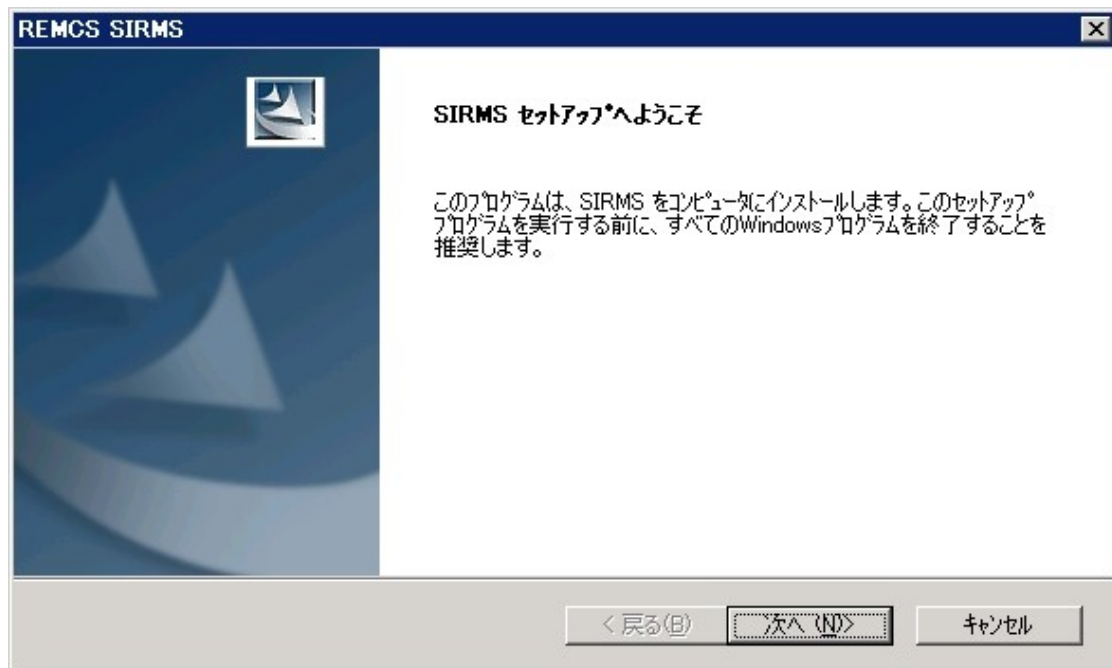 REMCS SIRMS
SIRMS ｾｯﾄｱｯﾌﾟへようこそ
このﾌﾟﾛｸﾞﾗﾑは、SIRMS をｺﾝﾋﾟｭｰﾀにｲﾝｽﾄｰﾙします。このｾｯﾄｱｯﾌﾟ
ﾌﾟﾛｸﾞﾗﾑを実行する前に、すべてのWindowsﾌﾟﾛｸﾞﾗﾑを終了することを
推奨します。
< 戻る(B)
次へ (N)>
ｷｬﾝｾﾙ